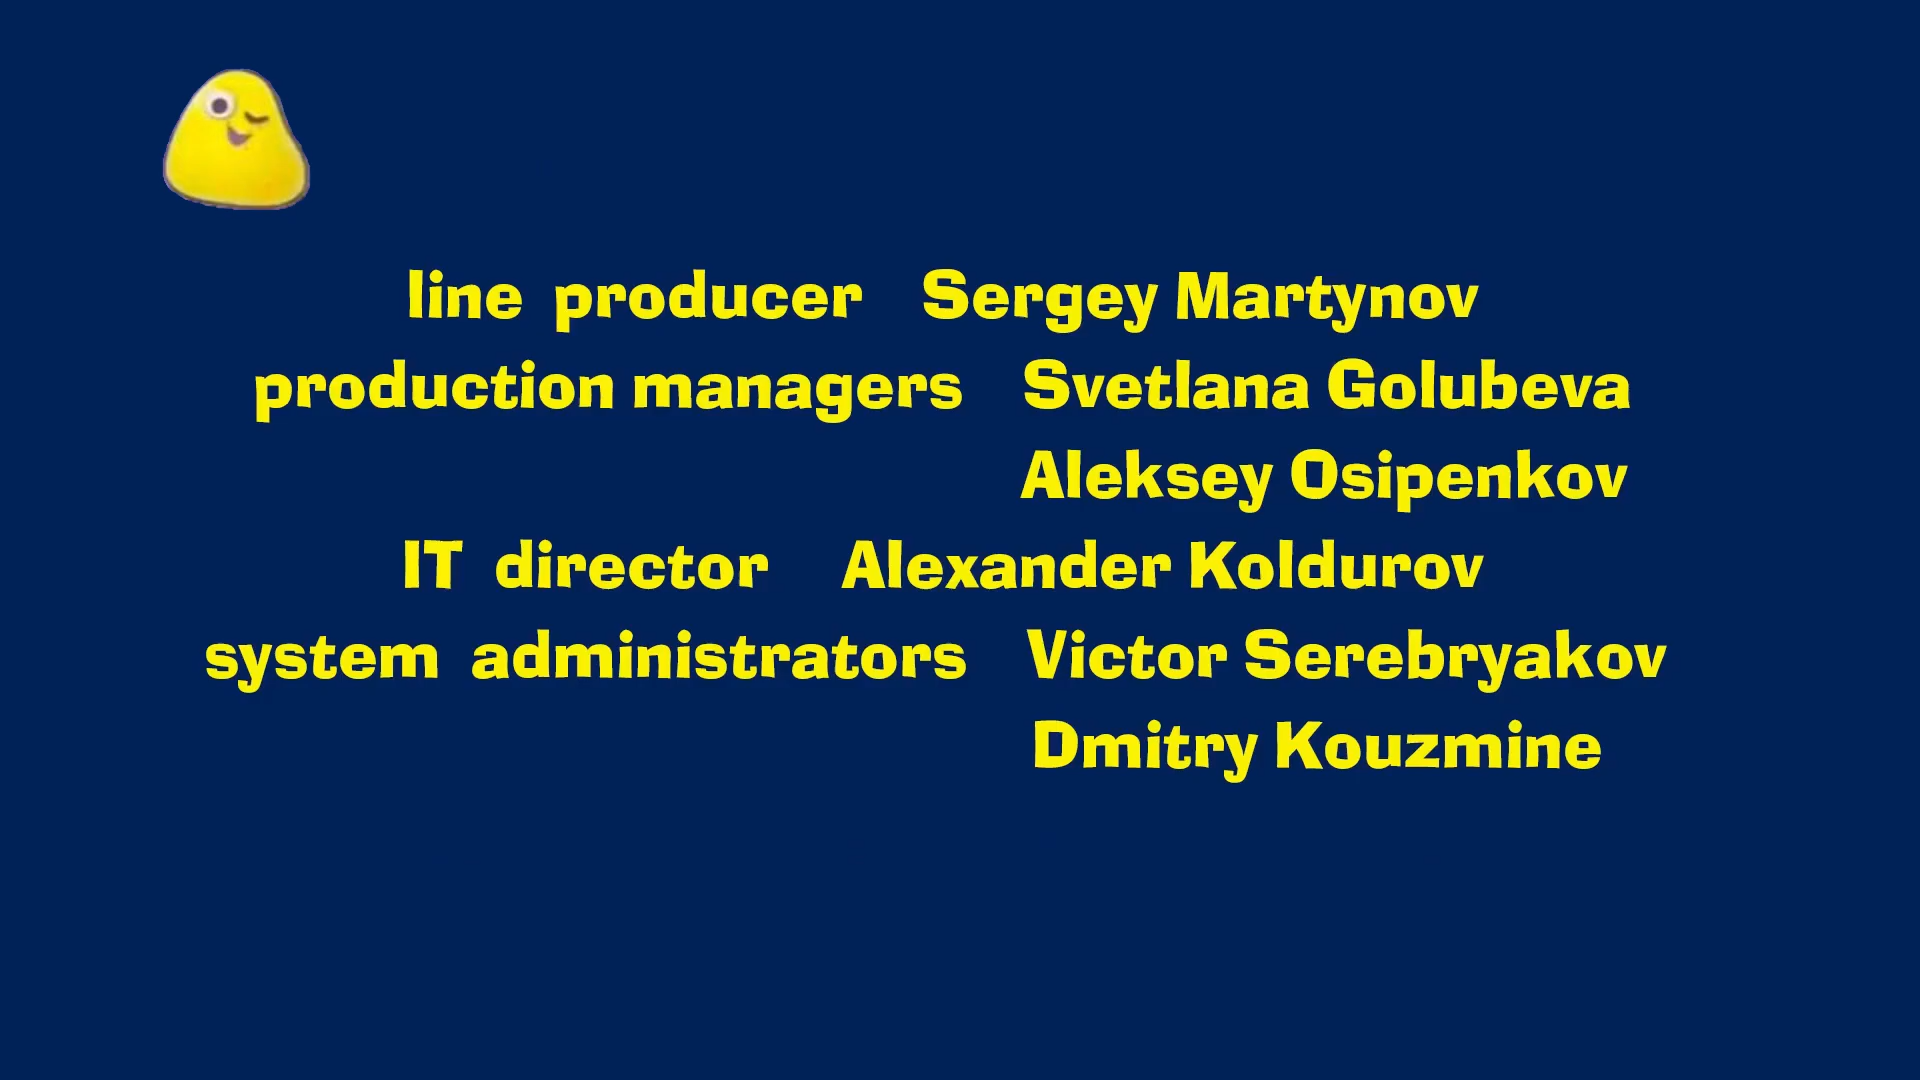 line producer Sergey Martynov
production managers Svetlana Golubeva
Aleksey Osipenkov
IT director Alexander Koldurov
system administrators Victor Serebryakov
Dmitry Kouzmine